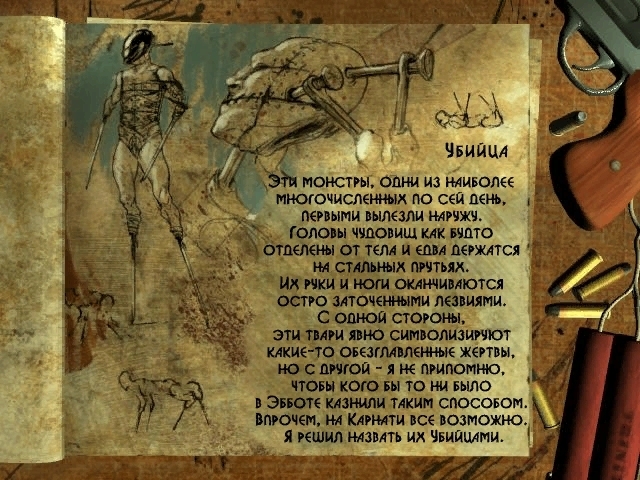 Убийца
Эти монстры, одни из наиболее
многочисленных по сей день,
первыми вылезли наружу.
Головы чудовищ как будто
отделены от тела и едва держатся
на стальных прутьях.
Их руки и ноги оканчиваются
остро заточенными лезвиями.
С одной стороны,
эти твари явно символизируют
какие-то обезглавленные жертвы,
но с другой - я не припомню,
чтобы кого бы то ни было
в Эбботе казнили таким способом.
Впрочем, на Карнати все возможно.
Я решил назвать их Убийцами.